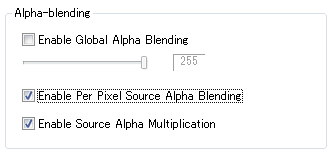 Alpha-blending
Enable Global Alpha Blending
255
Enable Per Pixel Source Alpha Blending
Enable Source Alpha Multiplication